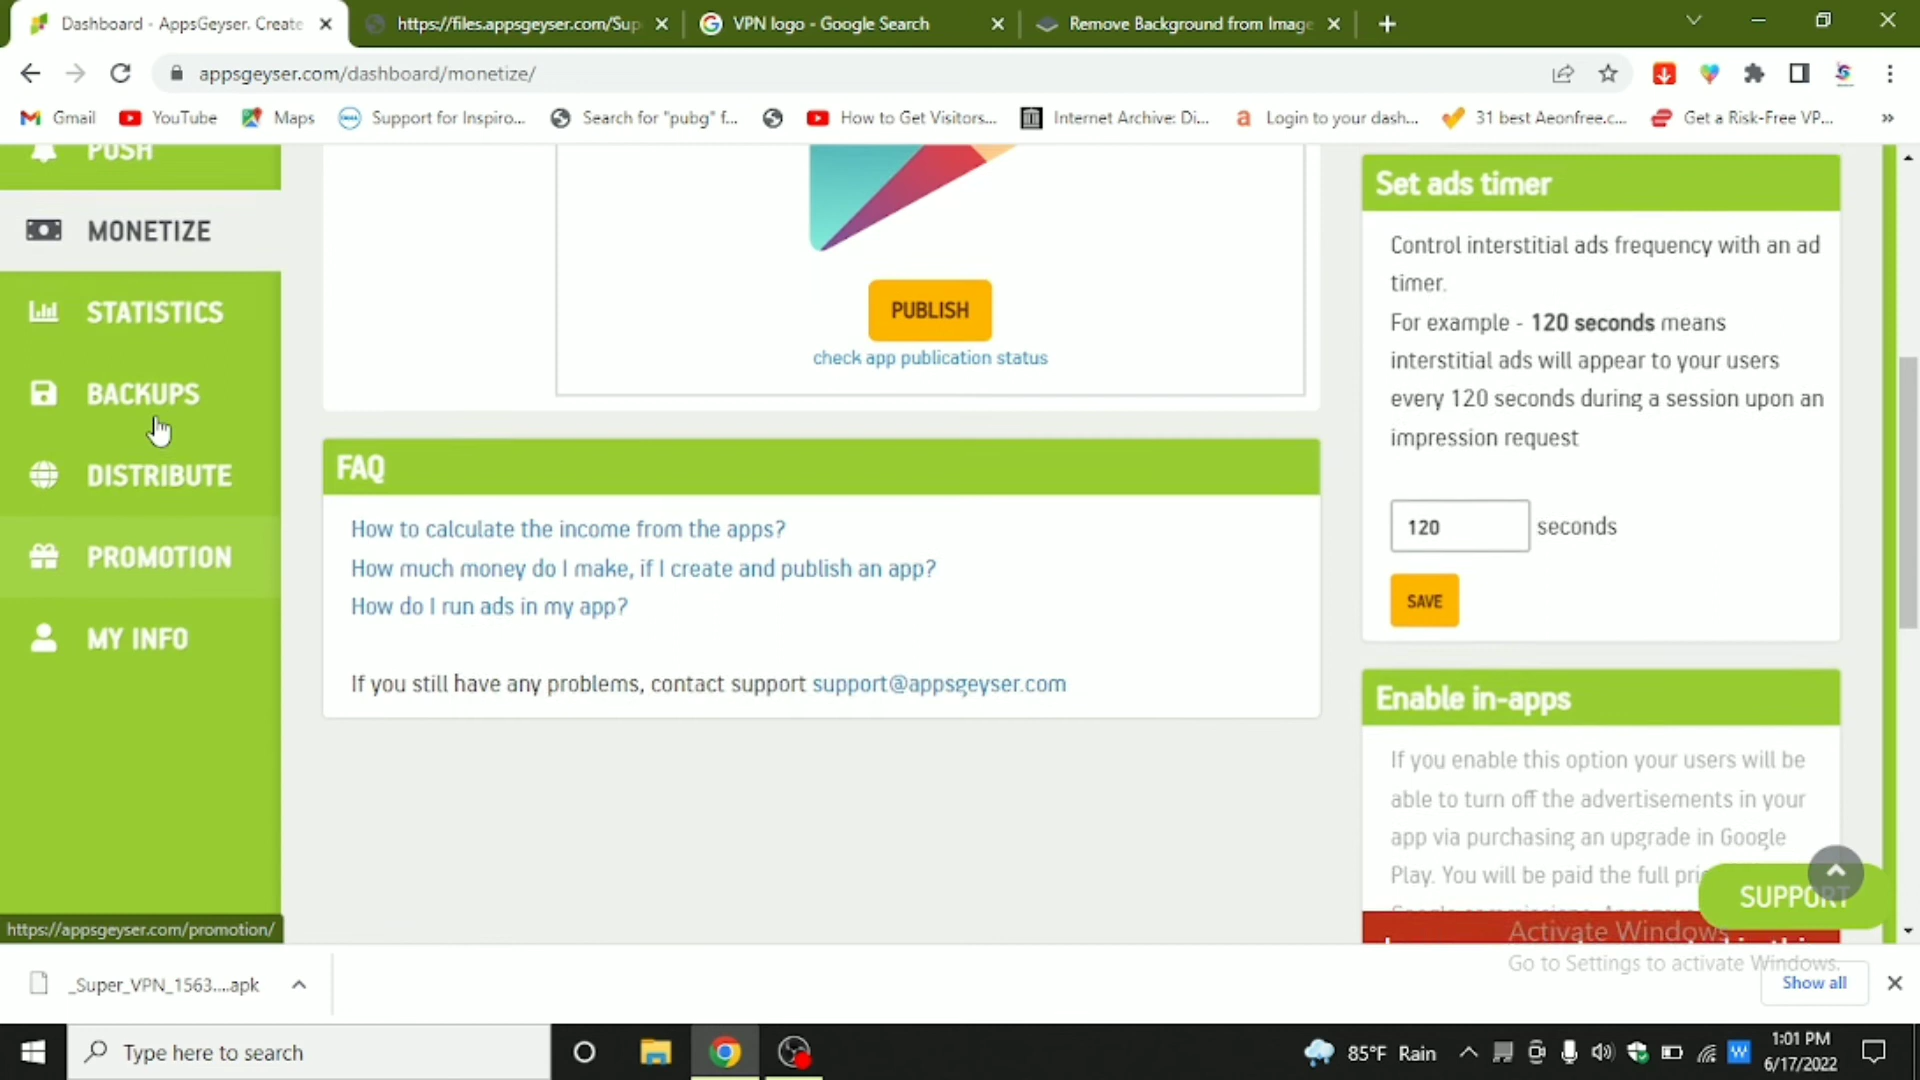 Dashboard - AppsGeyser. Create
https://files.appsgeyser.com/Sup
VPN logo - Google Search
Remove Background from Image
appsgeyser.com/dashboard/monetize/
Gmail
YouTube
Maps
Support for Inspiro...
Search for "pubg" f...
How to Get Visitors...
Internet Archive: Di...
Login to your dash...
31 best Aeonfree.c...
Get a Risk-Free VP...
»
PUSH
MONETIZE
STATISTICS
BACKUPS
DISTRIBUTE
PROMOTION
MY INFO
https://appsgeyser.com/promotion/
PUBLISH
check app publication status
FAQ
How to calculate the income from the apps?
How much money do I make, if I create and publish an app?
How do I run ads in my app?
If you still have any problems, contact support support@appsgeyser.com
Set ads timer
Control interstitial ads frequency with an ad
timer.
For example - 120 seconds means
interstitial ads will appear to your users
every 120 seconds during a session upon an
impression request
120 seconds
SAVE
Enable in-apps
If you enable this option your users will be
able to turn off the advertisements in your
app via purchasing an upgrade in Google
Play. You will be paid the full
SUPPORT
Activate Windows
Go to Settings to activate Windows.
_Super_VPN_1563....apk
Show all
Type here to search
85°F Rain
1:01 PM
6/17/2022